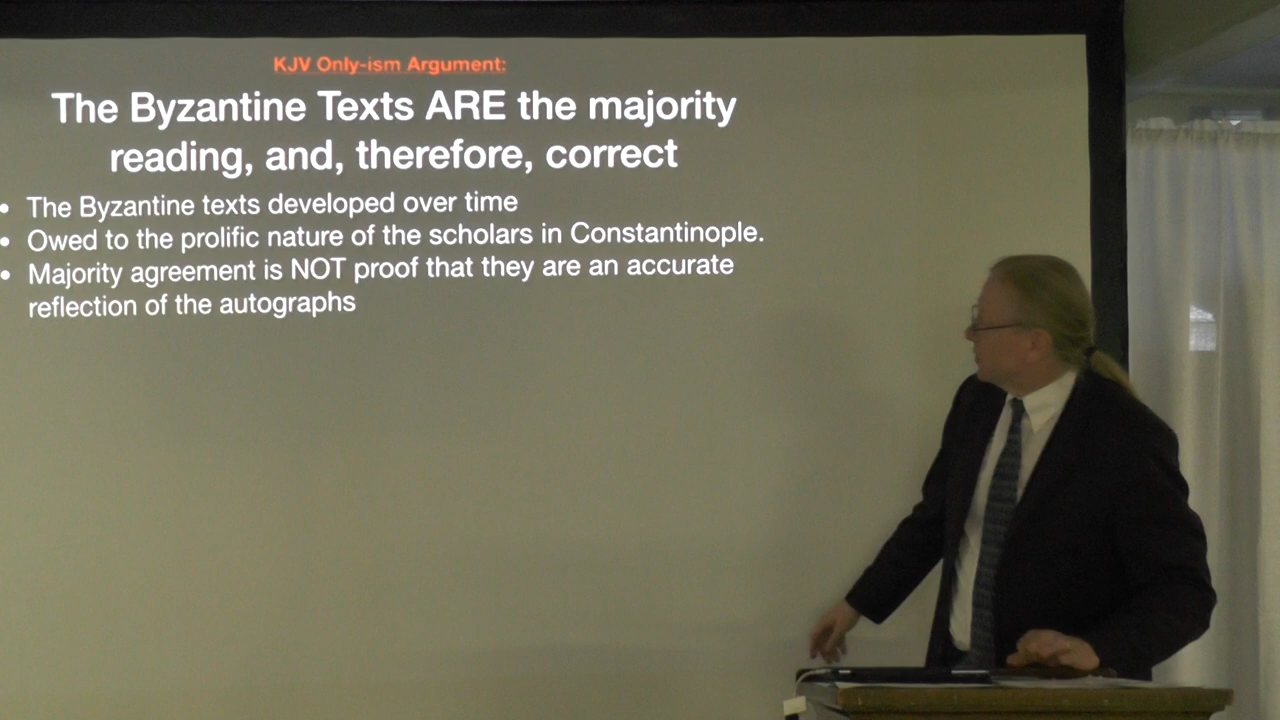 KJV Only-ism Argument:
The Byzantine Texts ARE the majority
reading, and, therefore, correct
• The Byzantine texts developed over time
• Owed to the prolific nature of the scholars in Constantinople.
• Majority agreement is NOT proof that they are an accurate
reflection of the autographs